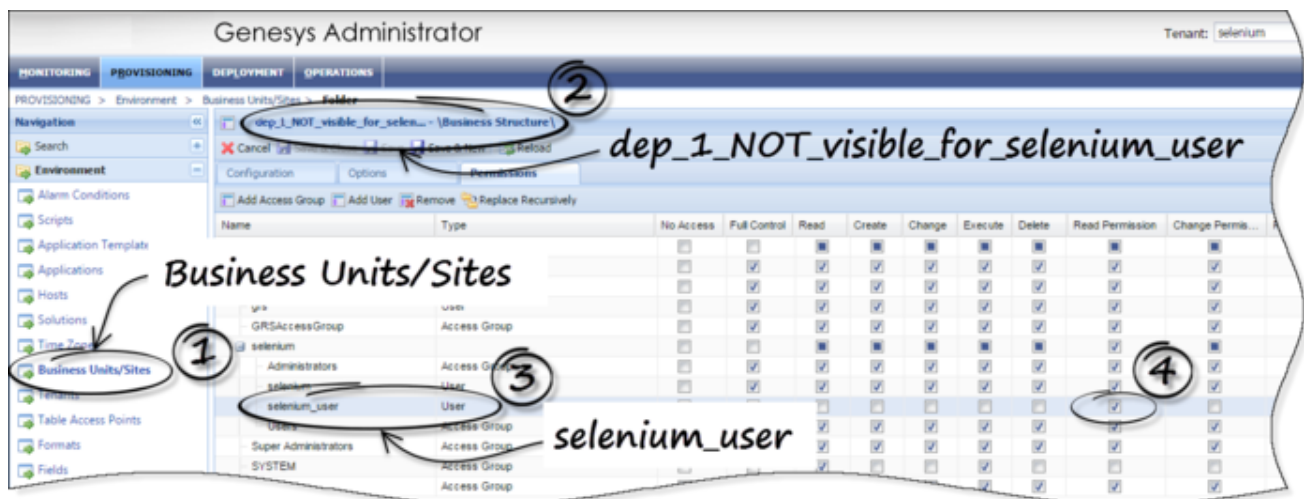 Genesys Administrator
Tenant: selenium
MONITORING PROVISIONING DEPLOYMENT OPERATIONS
PROVISIONING > Environment > Business Units/Sites > Folder
2
Navigation
dep_1_NOT_visible_for_selen... - \Business Structure\
dep_1_NOT_visible_for_selenium_user
Search
Cancel Save & New Reload
Environment
Configuration Options Permissions
Alarm Conditions
Add Access Group Add User Remove Replace Recursively
Scripts
Name Type No Access Full Control Read Create Change Execute Delete Read Permission Change Permis...
Application Template
Applications
Business Units/Sites
Hosts
grs User
Solutions
GRSAccessGroup Access Group
Time Zones
1
selenium
Business Units/Sites
Administrators Access Group
3
4
Tenants
selenium User
selenium_user User
Table Access Points
Users Access Group
selenium_user
Formats
Super Administrators Access Group
Fields
SYSTEM Access Group
Access Group